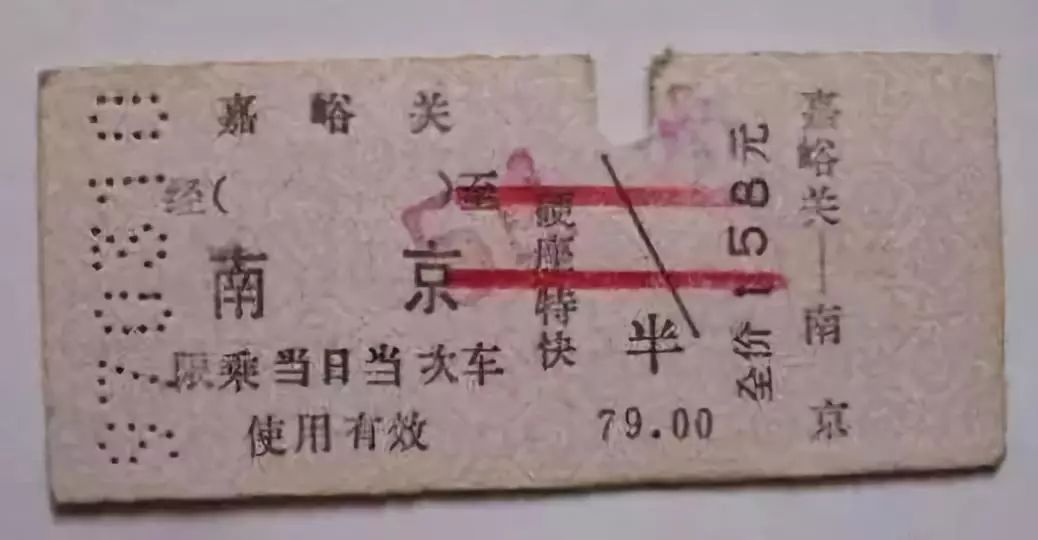 嘉峪关
经( )至
南京
硬座特快
限乘当日当次车
使用有效
半
79.00
全价158元
嘉峪关—南京